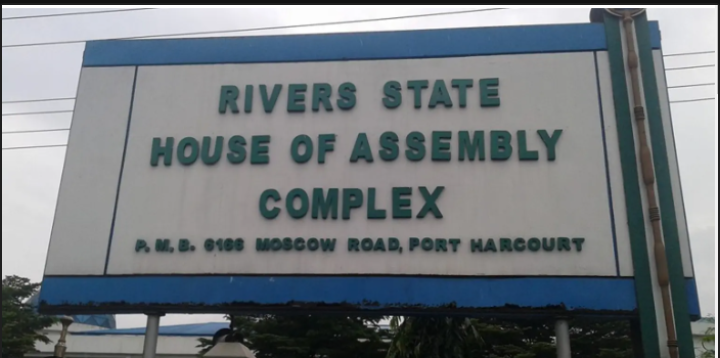 RIVERS STATE
HOUSE OF ASSEMBLY
COMPLEX
P. M. B. 6166 MOSCOW ROAD, PORT HARCOURT